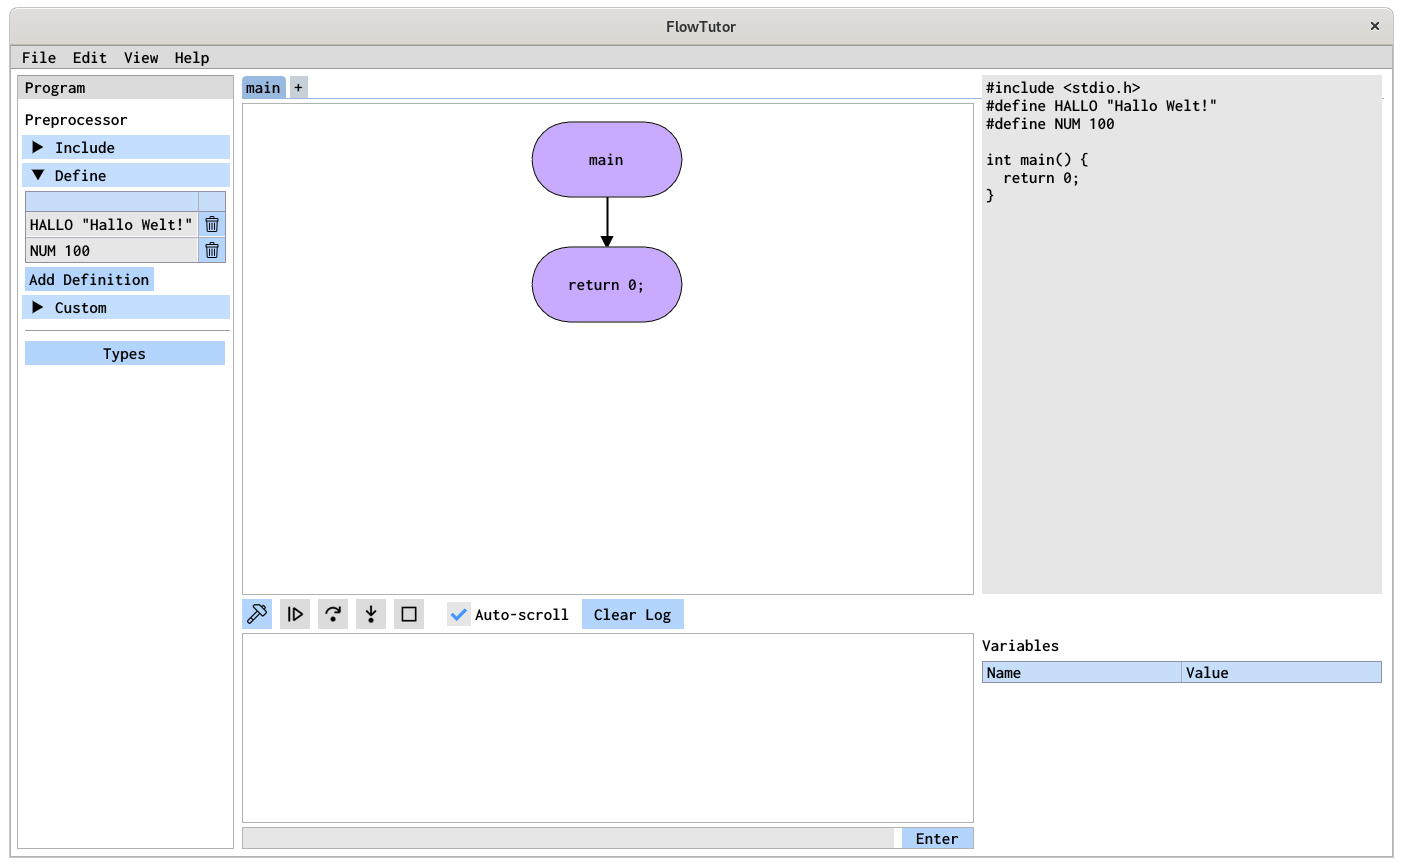 FlowTutor
File Edit View Help
Program
Preprocessor
Include
Define
HALLO "Hallo Welt!"
NUM 100
Add Definition
Custom
Types
main +
main
return 0;
#include <stdio.h>
#define HALLO "Hallo Welt!"
#define NUM 100
int main() {
return 0;
}
Auto-scroll Clear Log
Variables
Name Value
Enter